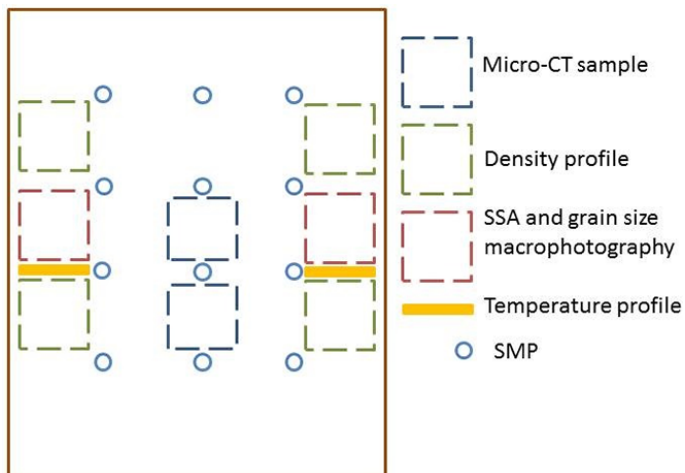 Micro-CT sample
Density profile
SSA and grain size
macrophotography
Temperature profile
SMP